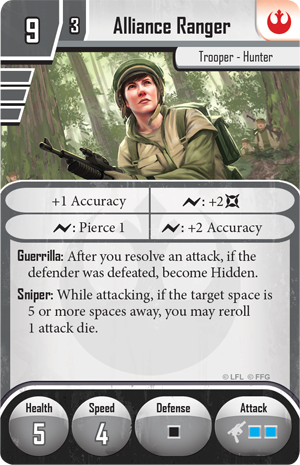 9 3 Alliance Ranger
Trooper - Hunter
+1 Accuracy
: +2
: Pierce 1
: +2 Accuracy
Guerrilla: After you resolve an attack, if the
defender was defeated, become Hidden.
Sniper: While attacking, if the target space is
5 or more spaces away, you may reroll
1 attack die.
© LFL © FFG
Health Speed Defense Attack
5 4